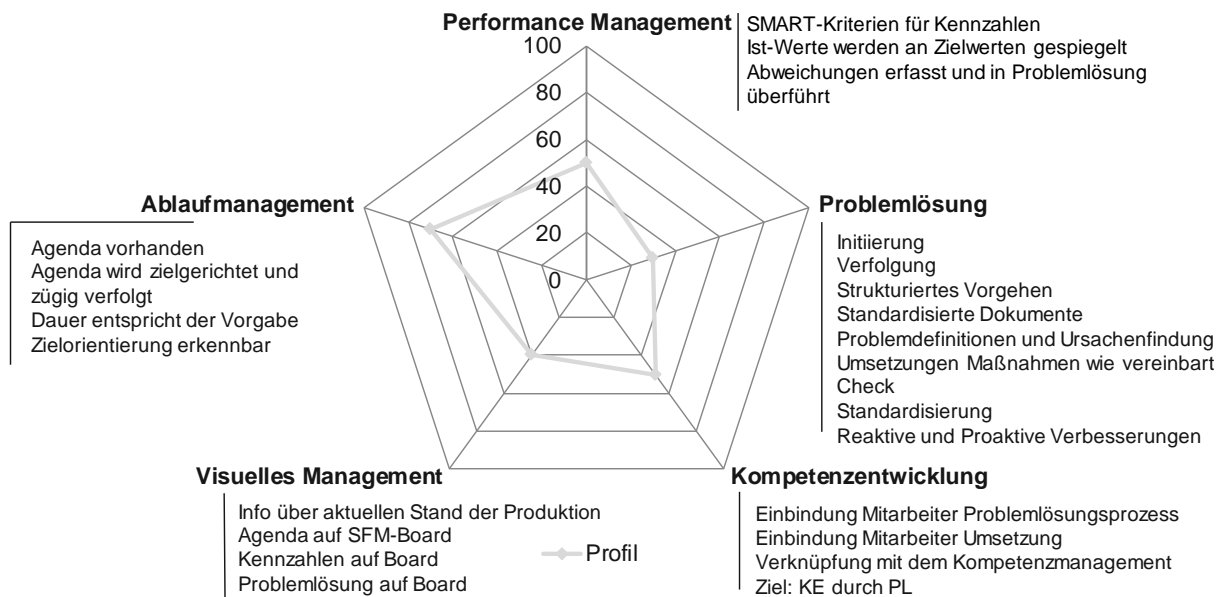 Performance Management
SMART-Kriterien für Kennzahlen
Ist-Werte werden an Zielwerten gespiegelt
Abweichungen erfasst und in Problemlösung
überführt
100
80
60
40
20
0
Ablaufmanagement
Agenda vorhanden
Agenda wird zielgerichtet und
zügig verfolgt
Dauer entspricht der Vorgabe
Zielorientierung erkennbar
Problemlösung
Initiierung
Verfolgung
Strukturiertes Vorgehen
Standardisierte Dokumente
Problemdefinitionen und Ursachenfindung
Umsetzungen Maßnahmen wie vereinbart
Check
Standardisierung
Reaktive und Proaktive Verbesserungen
Visuelles Management
Info über aktuellen Stand der Produktion
Agenda auf SFM-Board
Kennzahlen auf Board
Problemlösung auf Board
Profil
Kompetenzentwicklung
Einbindung Mitarbeiter Problemlösungsprozess
Einbindung Mitarbeiter Umsetzung
Verknüpfung mit dem Kompetenzmanagement
Ziel: KE durch PL